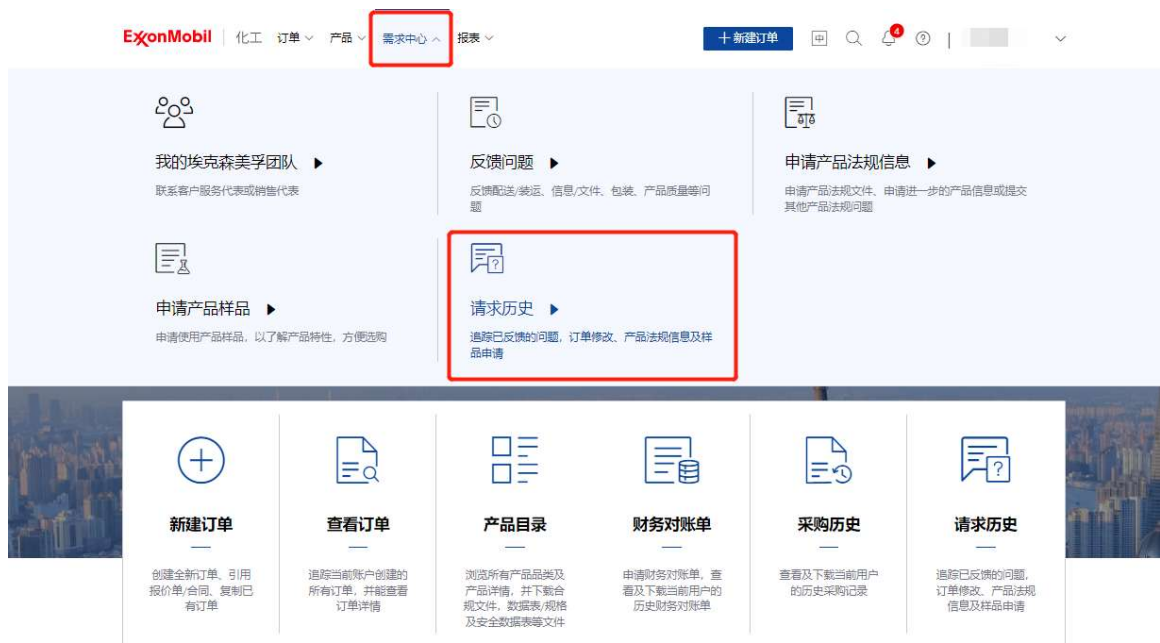 ExxonMobil 化工 订单 产品 需求中心 报表 新建订单 中 4
我的埃克森美孚团队
联系客户服务代表或销售代表
反馈问题
反馈配送/装运、信息/文件、包装、产品质量等问
题
申请产品法规信息
申请产品法规文件、申请进一步的产品信息或提交
其他产品法规问题
申请产品样品
申请使用产品样品，以了解产品特性，方便选购
请求历史
追踪已反馈的问题，订单修改、产品法规信息及样
品申请
新建订单
创建全新订单、引用
报价单/合同、复制已
有订单
查看订单
追踪当前账户创建的
所有订单，并能查看
订单详情
产品目录
浏览所有产品品类及
产品详情，并下载合
规文件，数据表/规格
及安全数据表等文件
财务对账单
申请财务对账单，查
看及下载当前用户的
历史财务对账单
采购历史
查看及下载当前用户
的历史采购记录
请求历史
追踪已反馈的问题，
订单修改、产品法规
信息及样品申请